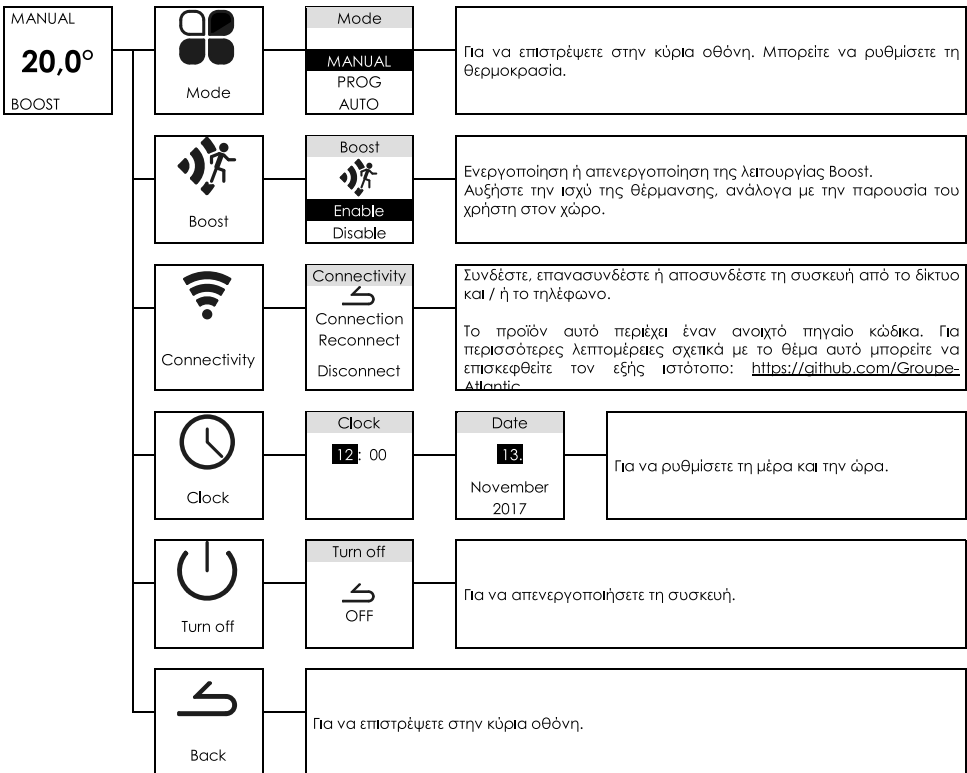 MANUAL
20,0°
BOOST
Mode
Mode
MANUAL
PROG
AUTO
Για να επιστρέψετε στην κύρια οθόνη. Μπορείτε να ρυθμίσετε τη
θερμοκρασία.
Boost
Boost
Enable
Disable
Ενεργοποίηση ή απενεργοποίηση της λειτουργίας Boost.
Αυξήστε την ισχύ της θέρμανσης, ανάλογα με την παρουσία του
χρήστη στον χώρο.
Connectivity
Connectivity
Connection
Reconnect
Disconnect
Συνδέστε, επανασυνδέστε ή αποσυνδέστε τη συσκευή από το δίκτυο
και / ή το τηλέφωνο.
Το προϊόν αυτό περιέχει έναν ανοιχτό πηγαίο κώδικα. Για
περισσότερες λεπτομέρειες σχετικά με το θέμα αυτό μπορείτε να
επισκεφθείτε τον εξής ιστότοπο: https://github.com/Groupe-
Atlantic
Clock
Clock
12 : 00
Date
13.
November
2017
Για να ρυθμίσετε τη μέρα και την ώρα.
Turn off
Turn off
OFF
Για να απενεργοποιήσετε τη συσκευή.
Back
Για να επιστρέψετε στην κύρια οθόνη.